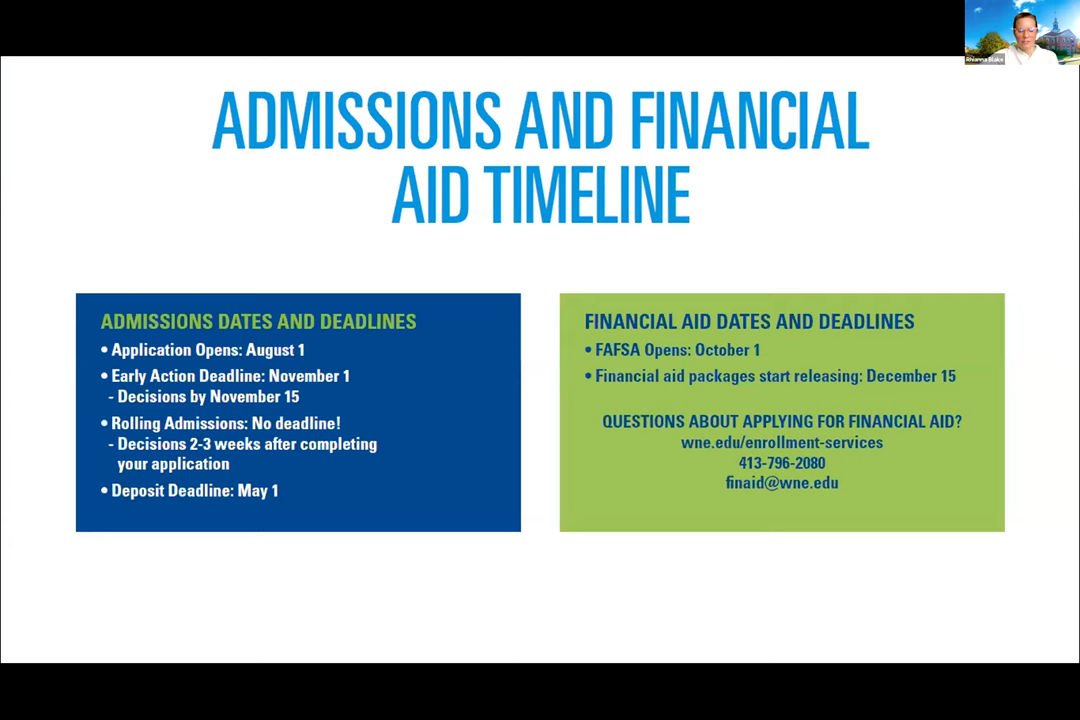 Rhianna Blake
ADMISSIONS AND FINANCIAL
AID TIMELINE
ADMISSIONS DATES AND DEADLINES
• Application Opens: August 1
• Early Action Deadline: November 1
- Decisions by November 15
• Rolling Admissions: No deadline!
- Decisions 2-3 weeks after completing
your application
• Deposit Deadline: May 1
FINANCIAL AID DATES AND DEADLINES
• FAFSA Opens: October 1
• Financial aid packages start releasing: December 15
QUESTIONS ABOUT APPLYING FOR FINANCIAL AID?
wne.edu/enrollment-services
413-796-2080
finaid@wne.edu